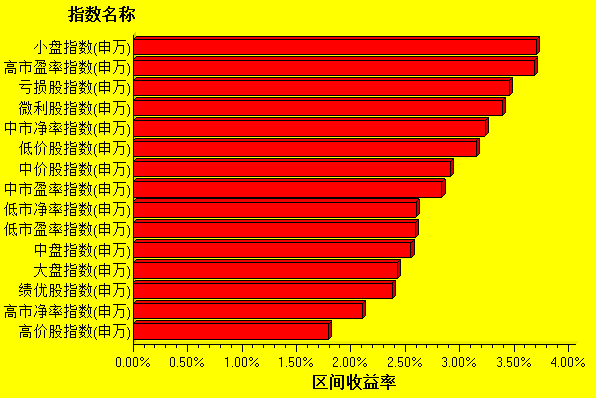 指数名称
小盘指数(申万)
高市盈率指数(申万)
亏损股指数(申万)
微利股指数(申万)
中市净率指数(申万)
低价股指数(申万)
中价股指数(申万)
中市盈率指数(申万)
低市净率指数(申万)
低市盈率指数(申万)
中盘指数(申万)
大盘指数(申万)
绩优股指数(申万)
高市净率指数(申万)
高价股指数(申万)
0.00% 0.50% 1.00% 1.50% 2.00% 2.50% 3.00% 3.50% 4.00%
区间收益率